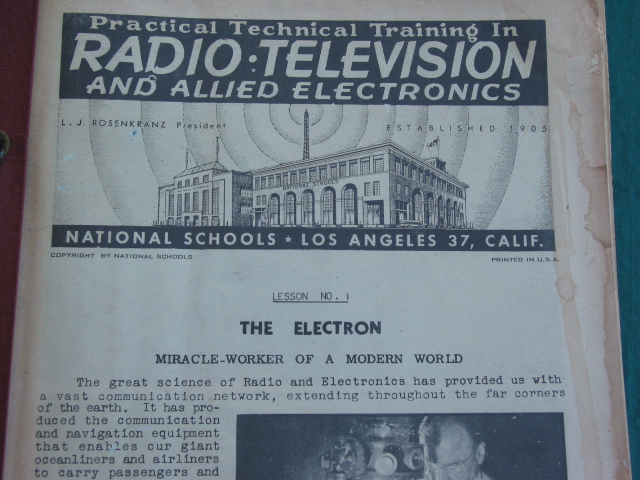 Practical Technical Training In
RADIO·TELEVISION
AND ALLIED ELECTRONICS
L. J. ROSENKRANZ President
ESTABLISHED 1905
NATIONAL SCHOOLS
NATIONAL SCHOOLS ★ LOS ANGELES 37, CALIF.
COPYRIGHT BY NATIONAL SCHOOLS
PRINTED IN U.S.A.
LESSON NO. 1
THE ELECTRON
MIRACLE-WORKER OF A MODERN WORLD
The great science of Radio and Electronics has provided us with
a vast communication network, extending throughout the far corners
of the earth. It has pro-
duced the communication
and navigation equipment
that enables our giant
oceanliners and airliners
to carry passengers and